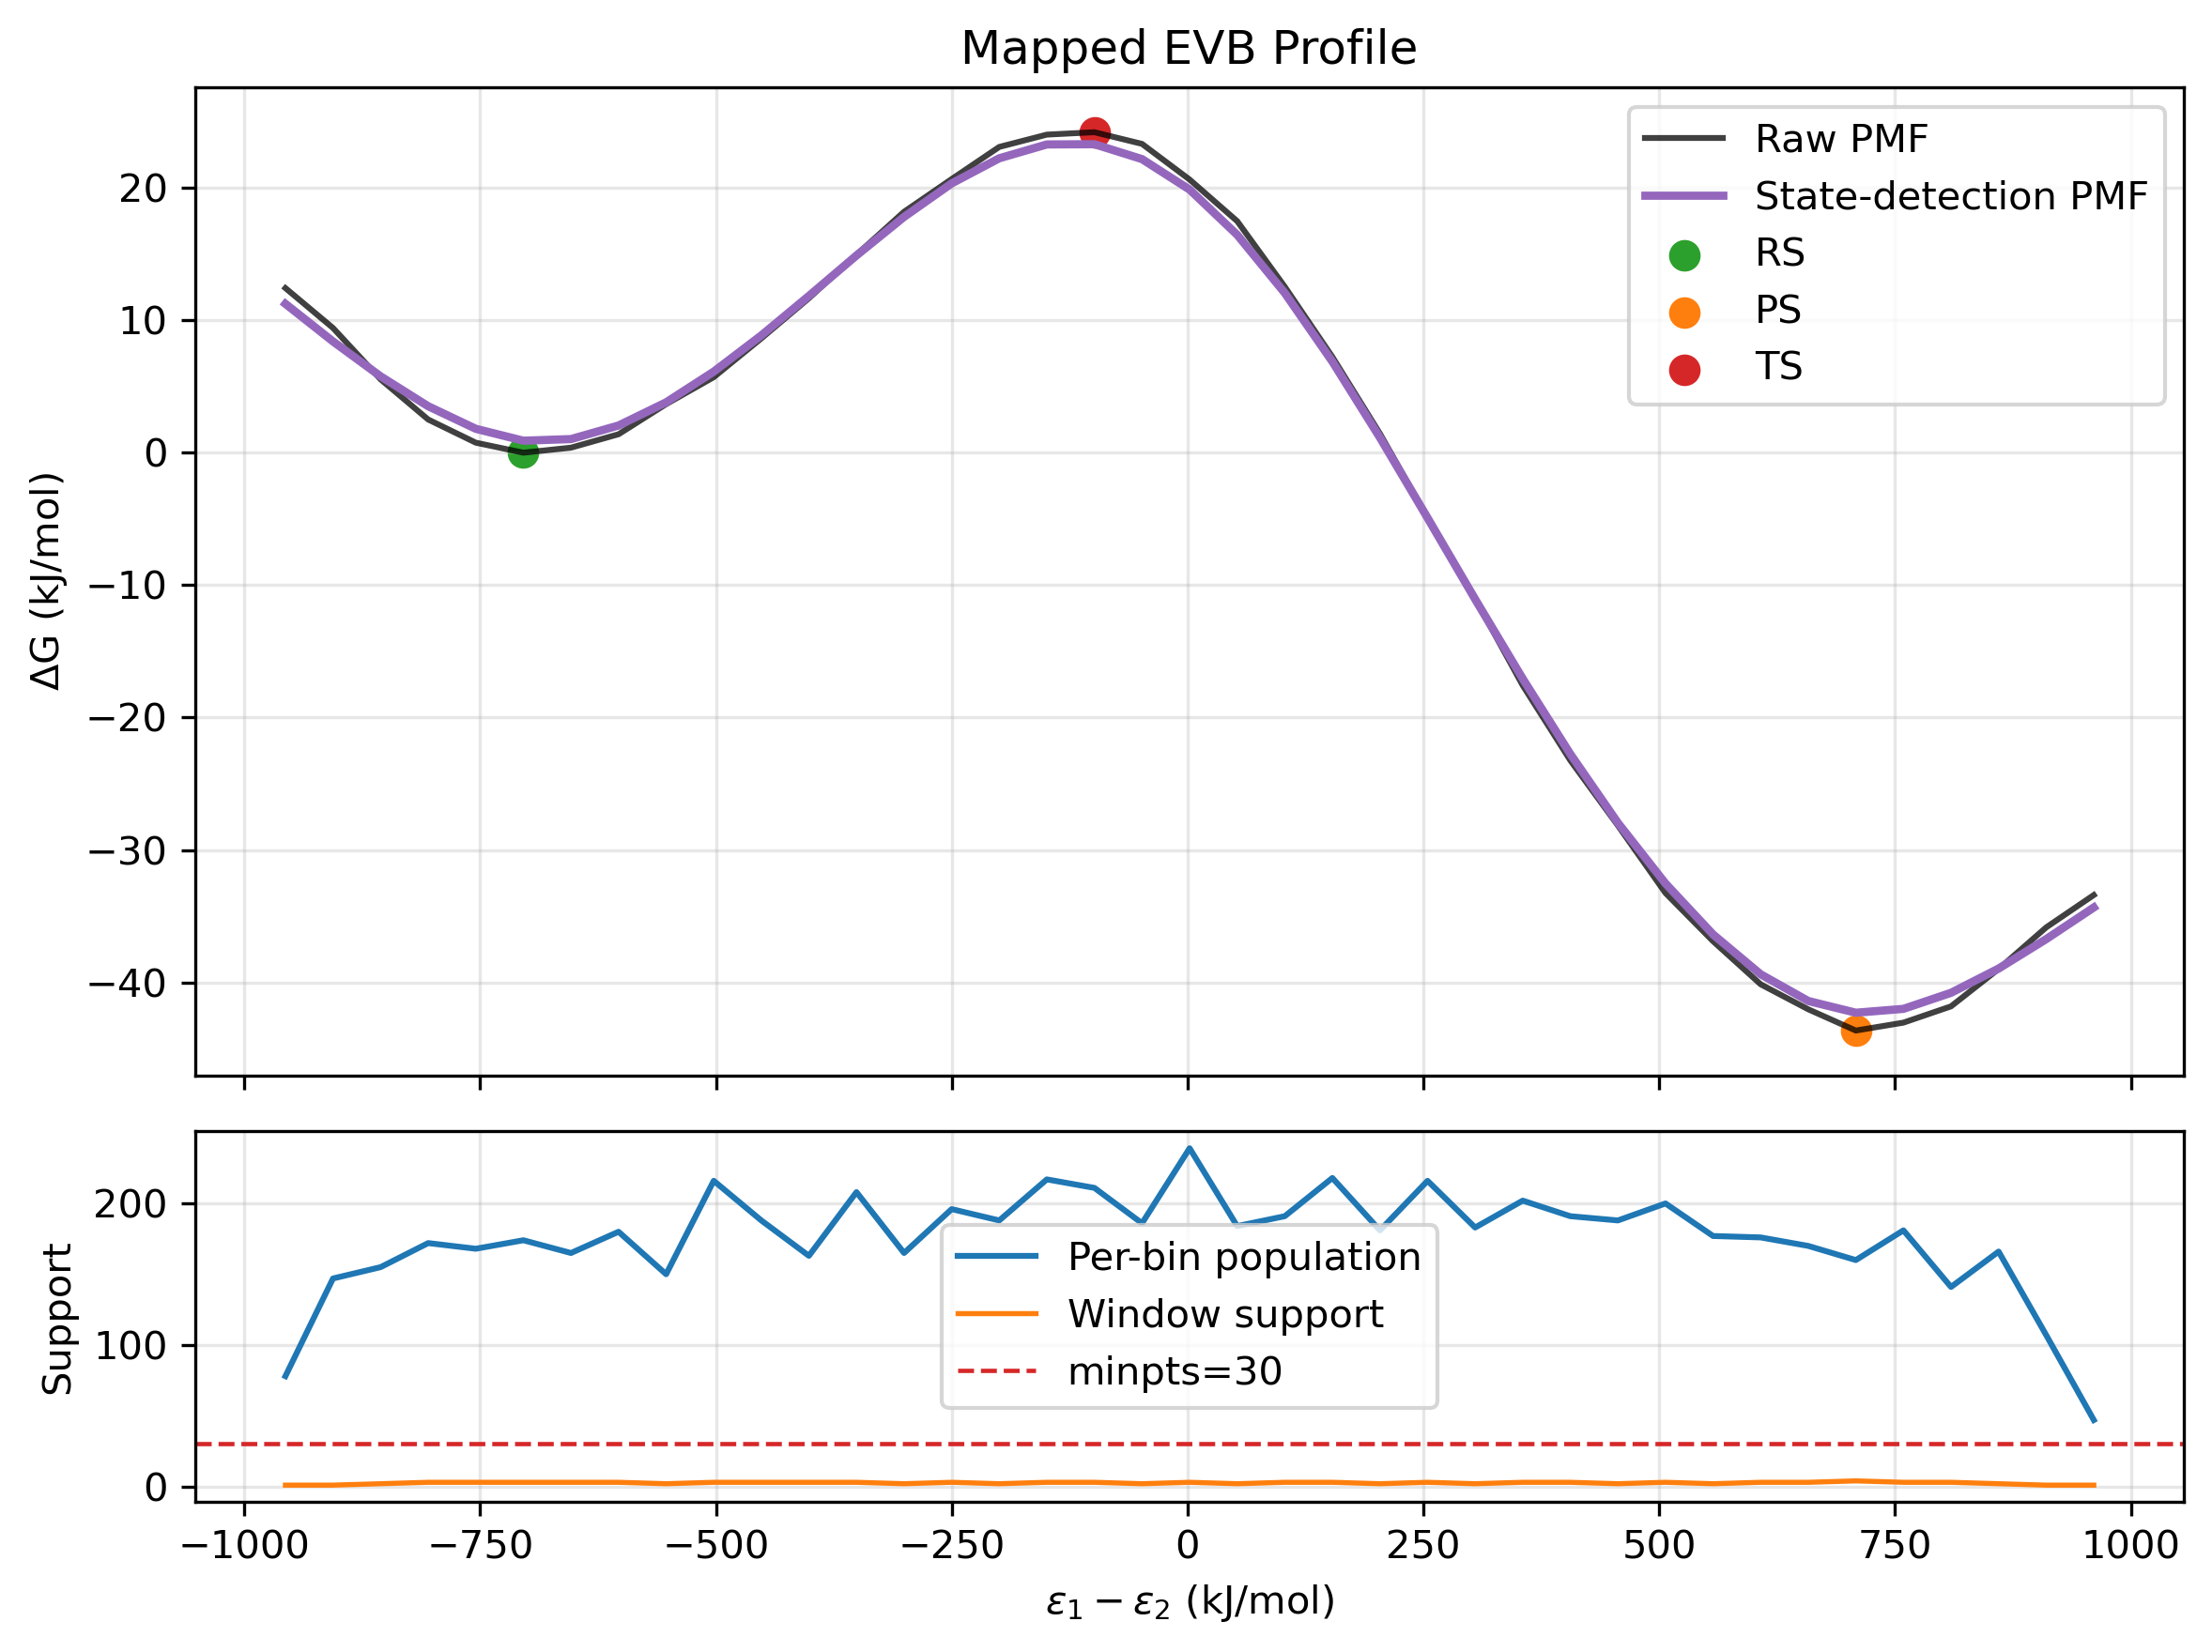 Mapped EVB Profile
ΔG (kJ/mol)
20
10
0
−10
−20
−30
−40
Raw PMF
State-detection PMF
RS
PS
TS
Support
200
100
0
Per-bin population
Window support
minpts=30
−1000 −750 −500 −250 0 250 500 750 1000
ε₁ − ε₂ (kJ/mol)